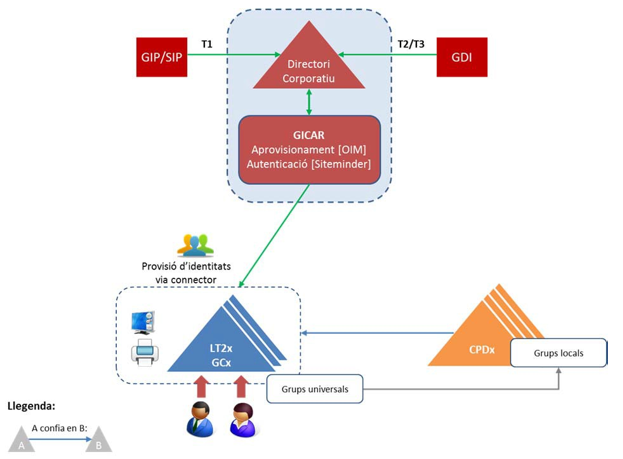 GIP/SIP
T1
Directori
Corporatiu
T2/T3
GDI
GICAR
Aprovisionament [OIM]
Autenticació [Siteminder]
Provisió d'identitats
via connector
LT2x
GCx
CPDx
Grups locals
Grups universals
Llegenda:
A confia en B:
A
B